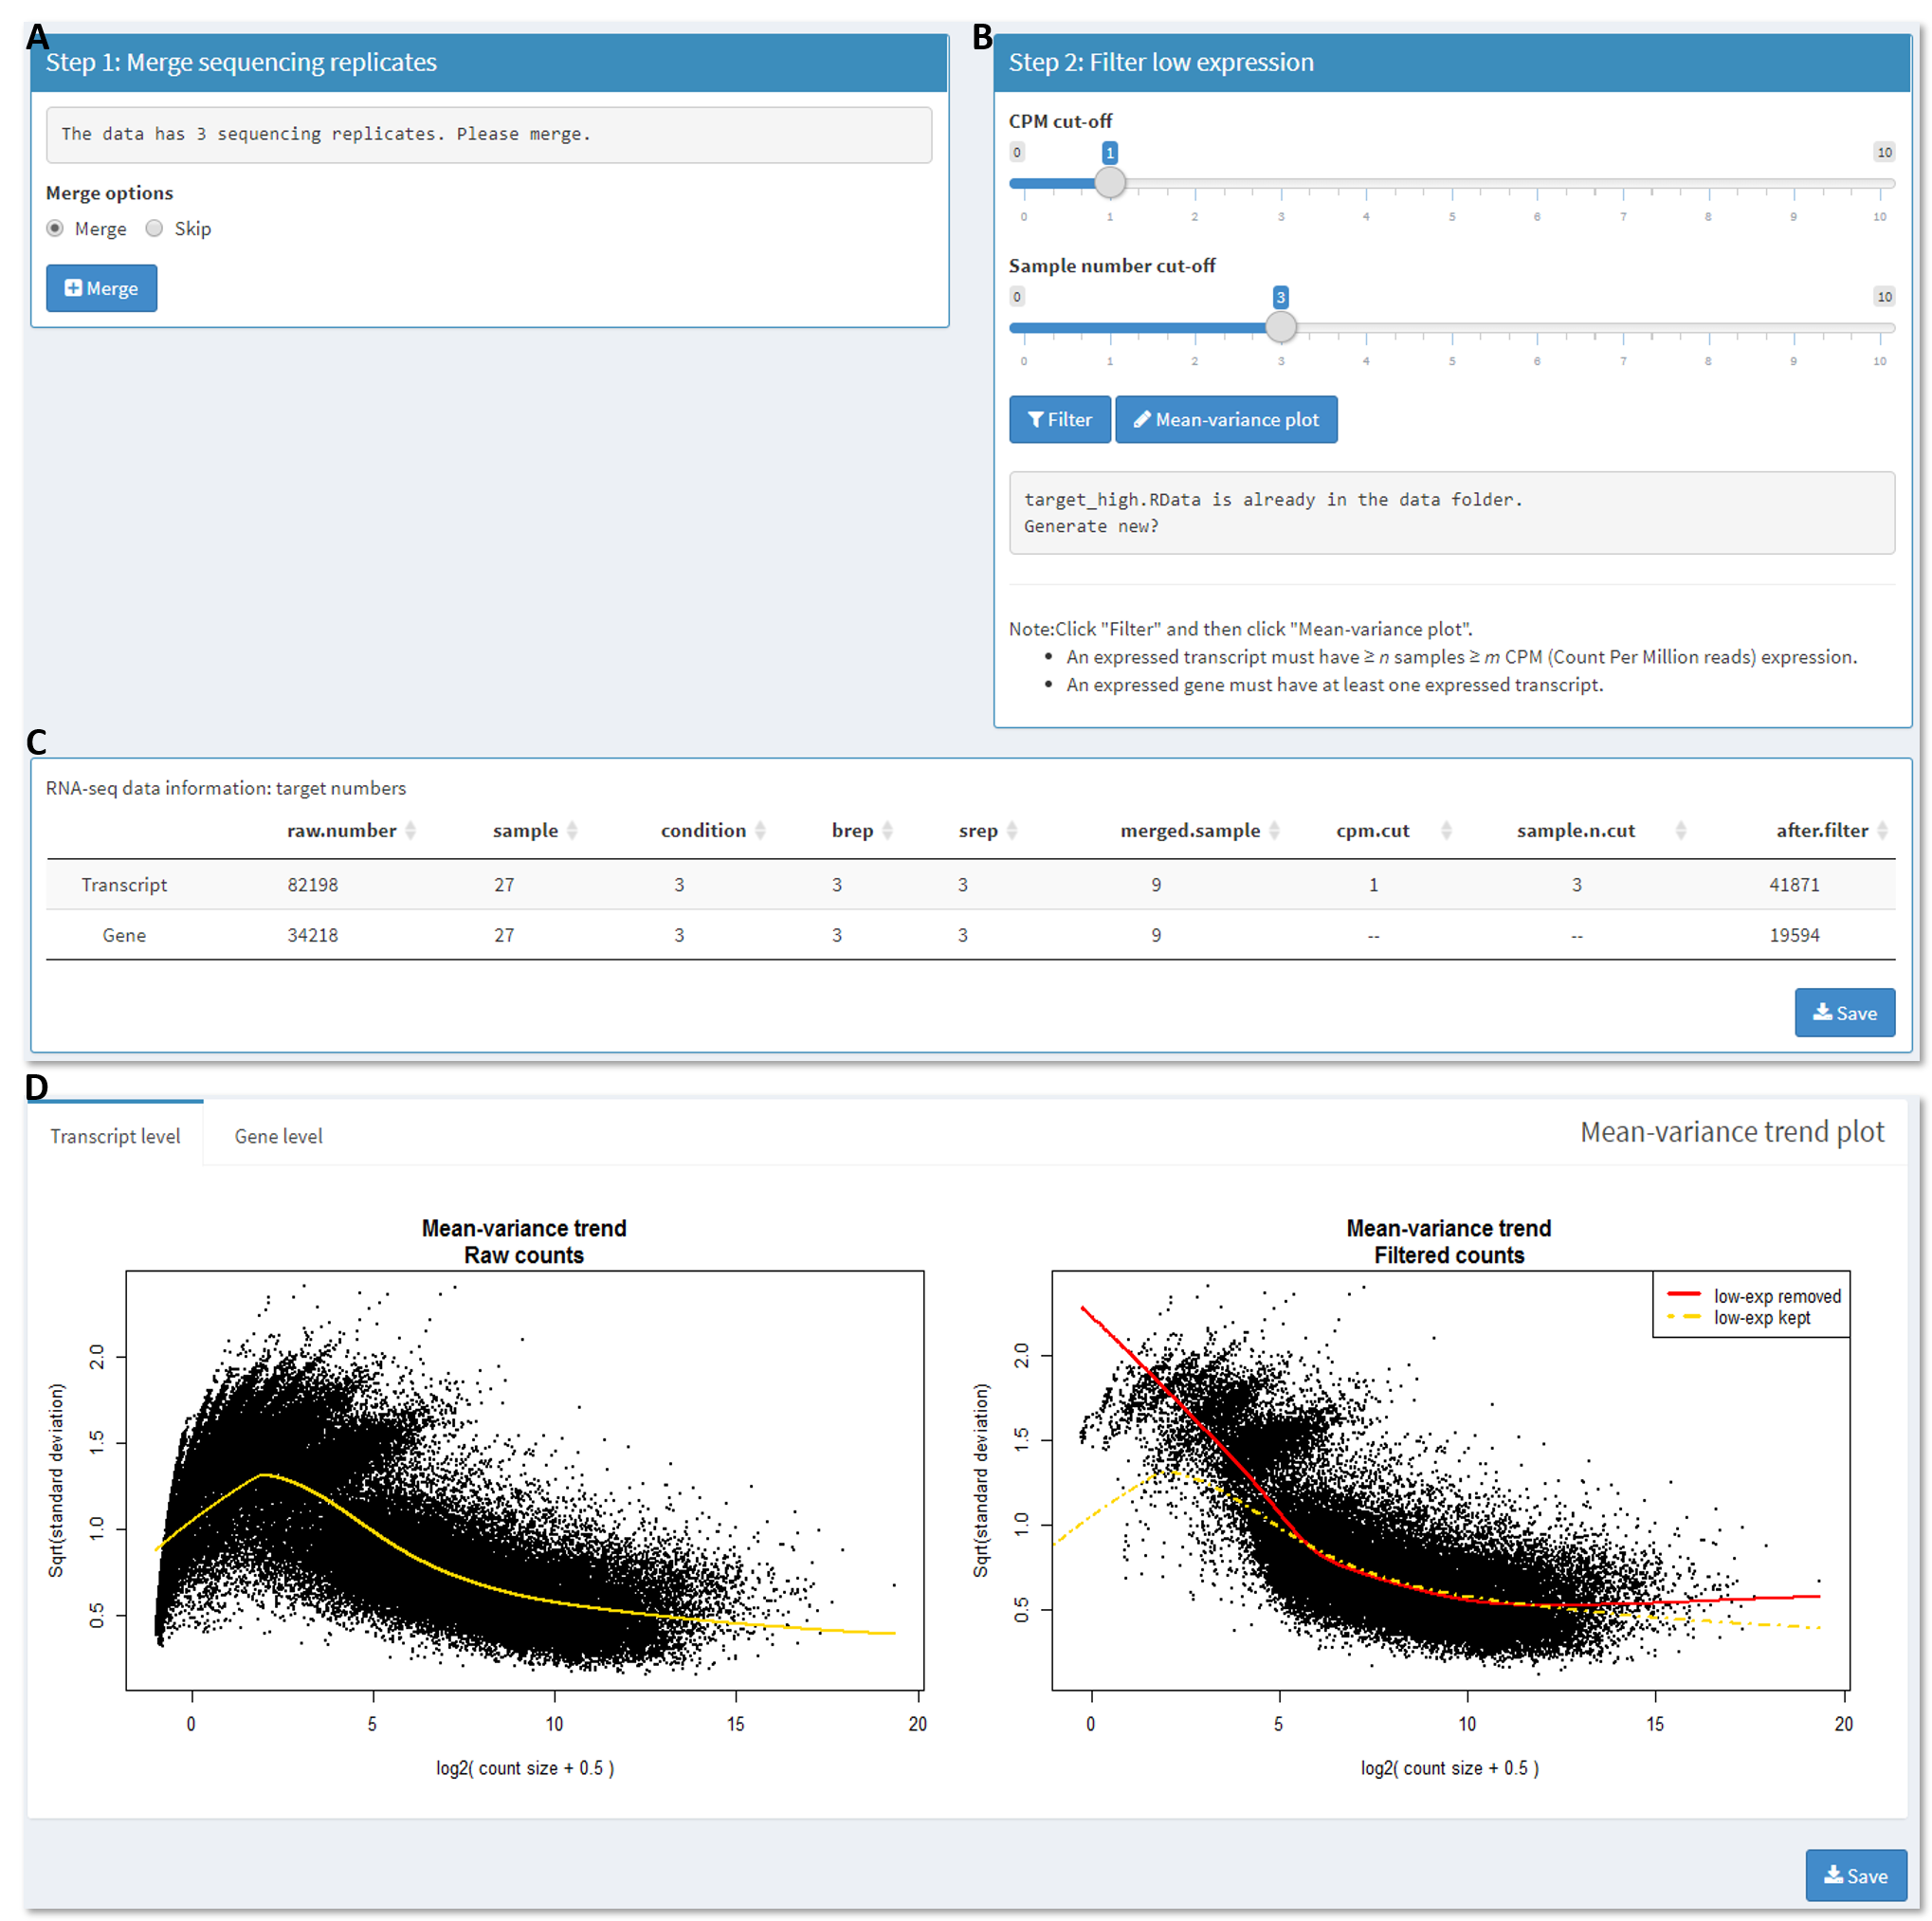 A
Step 1: Merge sequencing replicates
The data has 3 sequencing replicates. Please merge.
Merge options
Merge Skip
Merge
B
Step 2: Filter low expression
CPM cut-off
0 1 10
0 1 2 3 4 5 6 7 8 9 10
Sample number cut-off
0 3 10
0 1 2 3 4 5 6 7 8 9 10
Filter Mean-variance plot
target_high.RData is already in the data folder.
Generate new?
Note:Click "Filter" and then click "Mean-variance plot".
• An expressed transcript must have ≥ n samples ≥ m CPM (Count Per Million reads) expression.
• An expressed gene must have at least one expressed transcript.
C
RNA-seq data information: target numbers
raw.number sample condition brep srep merged.sample cpm.cut sample.n.cut after.filter
Transcript 82198 27 3 3 3 9 1 3 41871
Gene 34218 27 3 3 3 9 -- -- 19594
Save
D
Transcript level Gene level Mean-variance trend plot
Mean-variance trend
Raw counts
Sqrt(standard deviation)
2.0
1.5
1.0
0.5
0 5 10 15 20
log2( count size + 0.5 )
Mean-variance trend
Filtered counts
low-exp removed
low-exp kept
Sqrt(standard deviation)
2.0
1.5
1.0
0.5
0 5 10 15 20
log2( count size + 0.5 )
Save